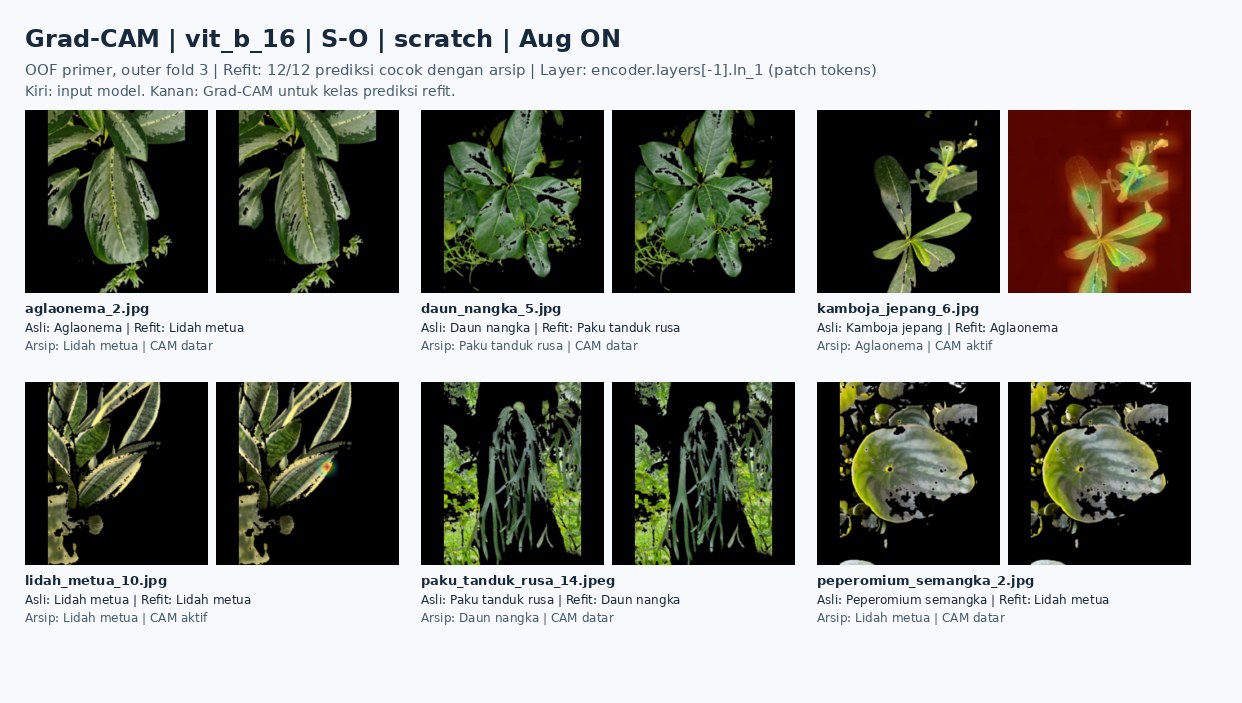 Grad-CAM | vit_b_16 | S-O | scratch | Aug ON
OOF primer, outer fold 3 | Refit: 12/12 prediksi cocok dengan arsip | Layer: encoder.layers[-1].ln_1 (patch tokens)
Kiri: input model. Kanan: Grad-CAM untuk kelas prediksi refit.
aglaonema_2.jpg
Asli: Aglaonema | Refit: Lidah metua
Arsip: Lidah metua | CAM datar
daun_nangka_5.jpg
Asli: Daun nangka | Refit: Paku tanduk rusa
Arsip: Paku tanduk rusa | CAM datar
kamboja_jepang_6.jpg
Asli: Kamboja jepang | Refit: Aglaonema
Arsip: Aglaonema | CAM aktif
lidah_metua_10.jpg
Asli: Lidah metua | Refit: Lidah metua
Arsip: Lidah metua | CAM aktif
paku_tanduk_rusa_14.jpeg
Asli: Paku tanduk rusa | Refit: Daun nangka
Arsip: Daun nangka | CAM datar
peperomium_semangka_2.jpg
Asli: Peperomium semangka | Refit: Lidah metua
Arsip: Lidah metua | CAM datar